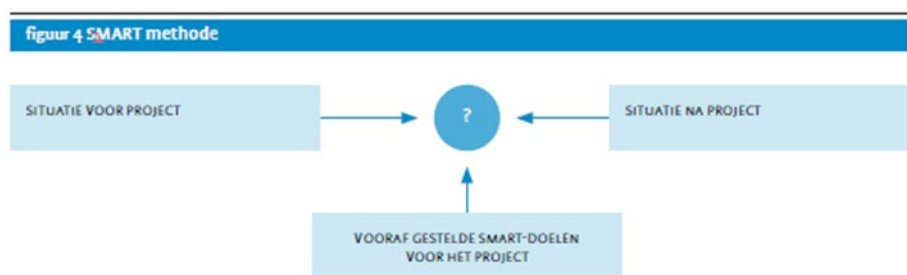 figuur 4 SMART methode
SITUATIE VOOR PROJECT
?
SITUATIE NA PROJECT
VOORAF GESTELDE SMART-DOELEN
VOOR HET PROJECT